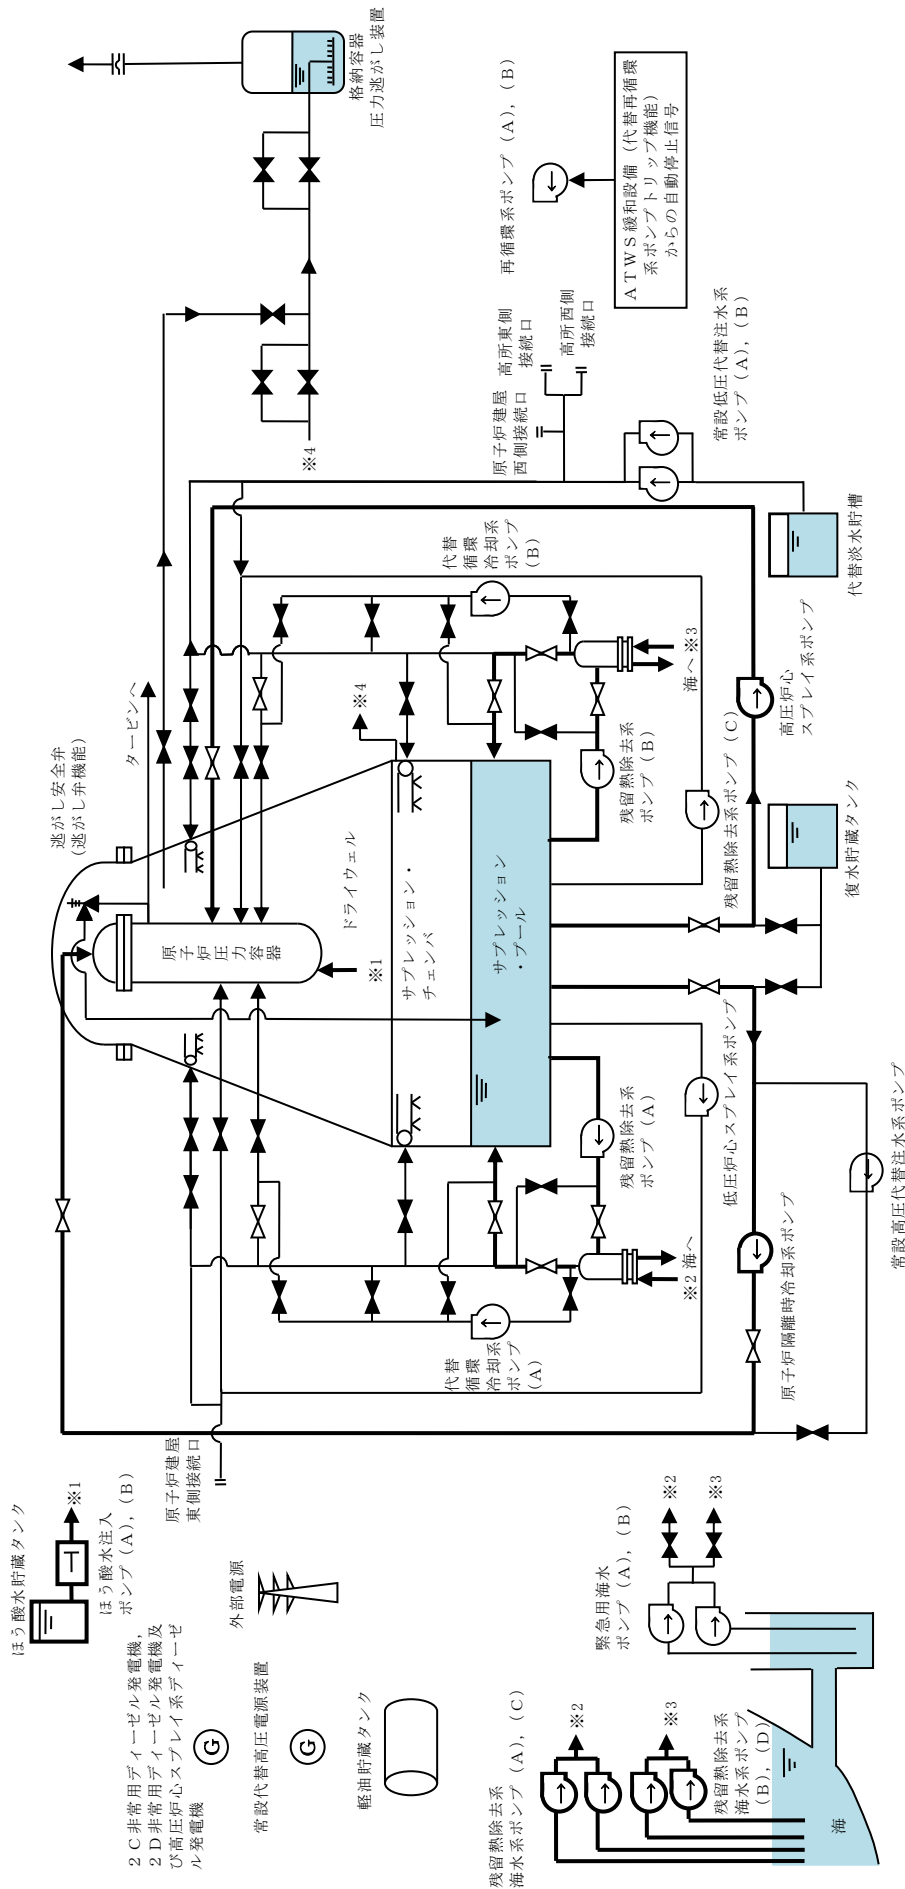 ほう酸水貯蔵タンク
※1
ほう酸水注入
ポンプ（A），（B）
2C非常用ディーゼル発電機，
2D非常用ディーゼル発電機及
び高圧炉心スプレイ系ディーゼ
ル発電機
G
外部電源
常設代替高圧電源装置
G
軽油貯蔵タンク
残留熱除去系
海水系ポンプ（A），（C）
※2
※3
残留熱除去系
海水系ポンプ
（B），（D）
海
緊急用海水
ポンプ（A），（B）
※2
※3
原子炉建屋
東側接続口
逃がし安全弁
(逃がし弁機能)
タービンへ
原子炉圧力容器
ドライウェル
※1
サプレッション・
チェンバ
サプレッション
・プール
※4
代替
循環
冷却系
ポンプ
(A)
※2
海へ
残留熱除去系
ポンプ（A）
低圧炉心スプレイ系ポンプ
原子炉隔離時冷却系ポンプ
常設高圧代替注水系ポンプ
代替
循環
冷却系
ポンプ
(B)
海へ
※3
残留熱除去系
ポンプ（B）
残留熱除去系ポンプ（C）
高圧炉心
スプレイ系ポンプ
復水貯蔵タンク
代替淡水貯槽
常設低圧代替注水系
ポンプ（A），（B）
原子炉建屋
西側接続口
高所東側
接続口
高所西側
接続口
※4
格納容器
圧力逃がし装置
再循環系ポンプ（A），（B）
ATWS緩和設備（代替再循環
系ポンプトリップ機能）
からの自動停止信号